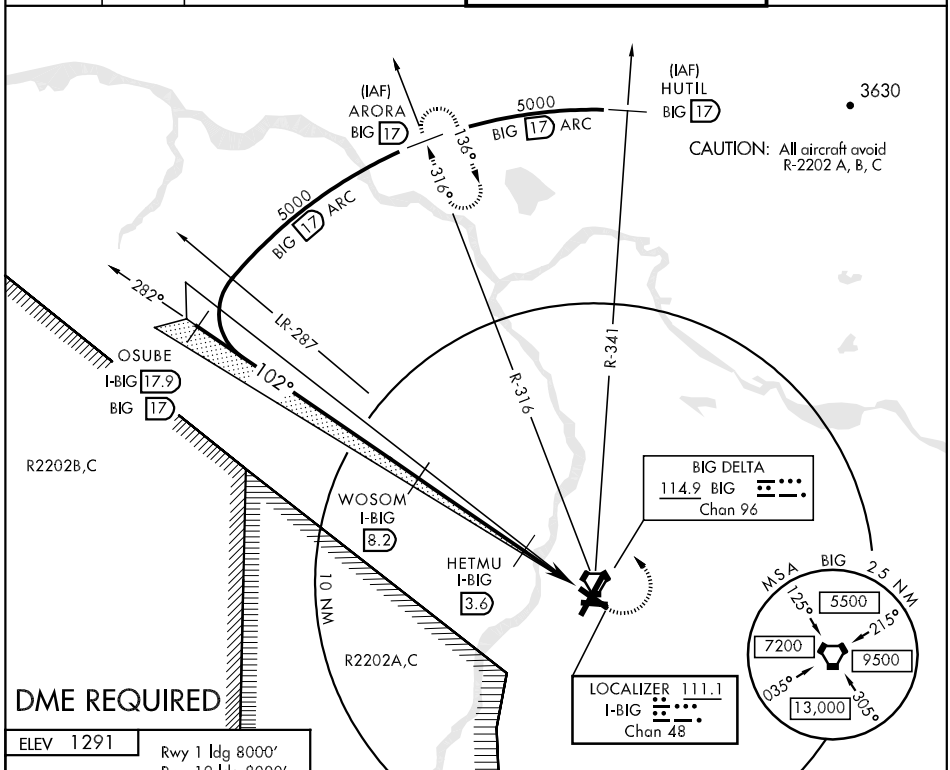 (IAF)
HUTIL
BIG 17
3630
CAUTION: All aircraft avoid
R-2202 A, B, C
(IAF)
ARORA
BIG 17
5000
BIG 17 ARC
136°
316°
5000
BIG 17 ARC
282°
LR-287
102°
R-316
R-341
OSUBE
I-BIG 17.9
BIG 17
R2202B,C
WOSOM
I-BIG
8.2
HETMU
I-BIG
3.6
10 NM
R2202A,C
BIG DELTA
114.9 BIG
Chan 96
LOCALIZER 111.1
I-BIG
Chan 48
MSA BIG 25 NM
125°
5500
215°
7200
9500
035°
13,000
305°
DME REQUIRED
ELEV 1291
Rwy 1 ldg 8000'